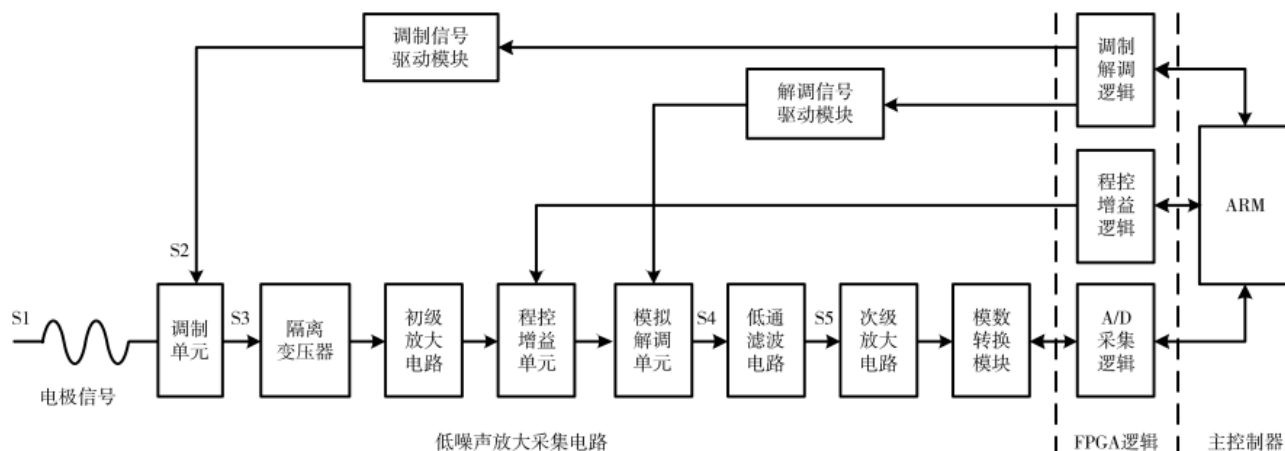 调制信号
驱动模块
调制
解调
逻辑
解调信号
驱动模块
程控
增益
逻辑
ARM
S2
S1
调制
单元
S3
隔离
变压器
初级
放大
电路
程控
增益
单元
模拟
解调
单元
S4
低通
滤波
电路
S5
次级
放大
电路
模数
转换
模块
A/D
采集
逻辑
电极信号
低噪声放大采集电路
FPGA逻辑
主控制器